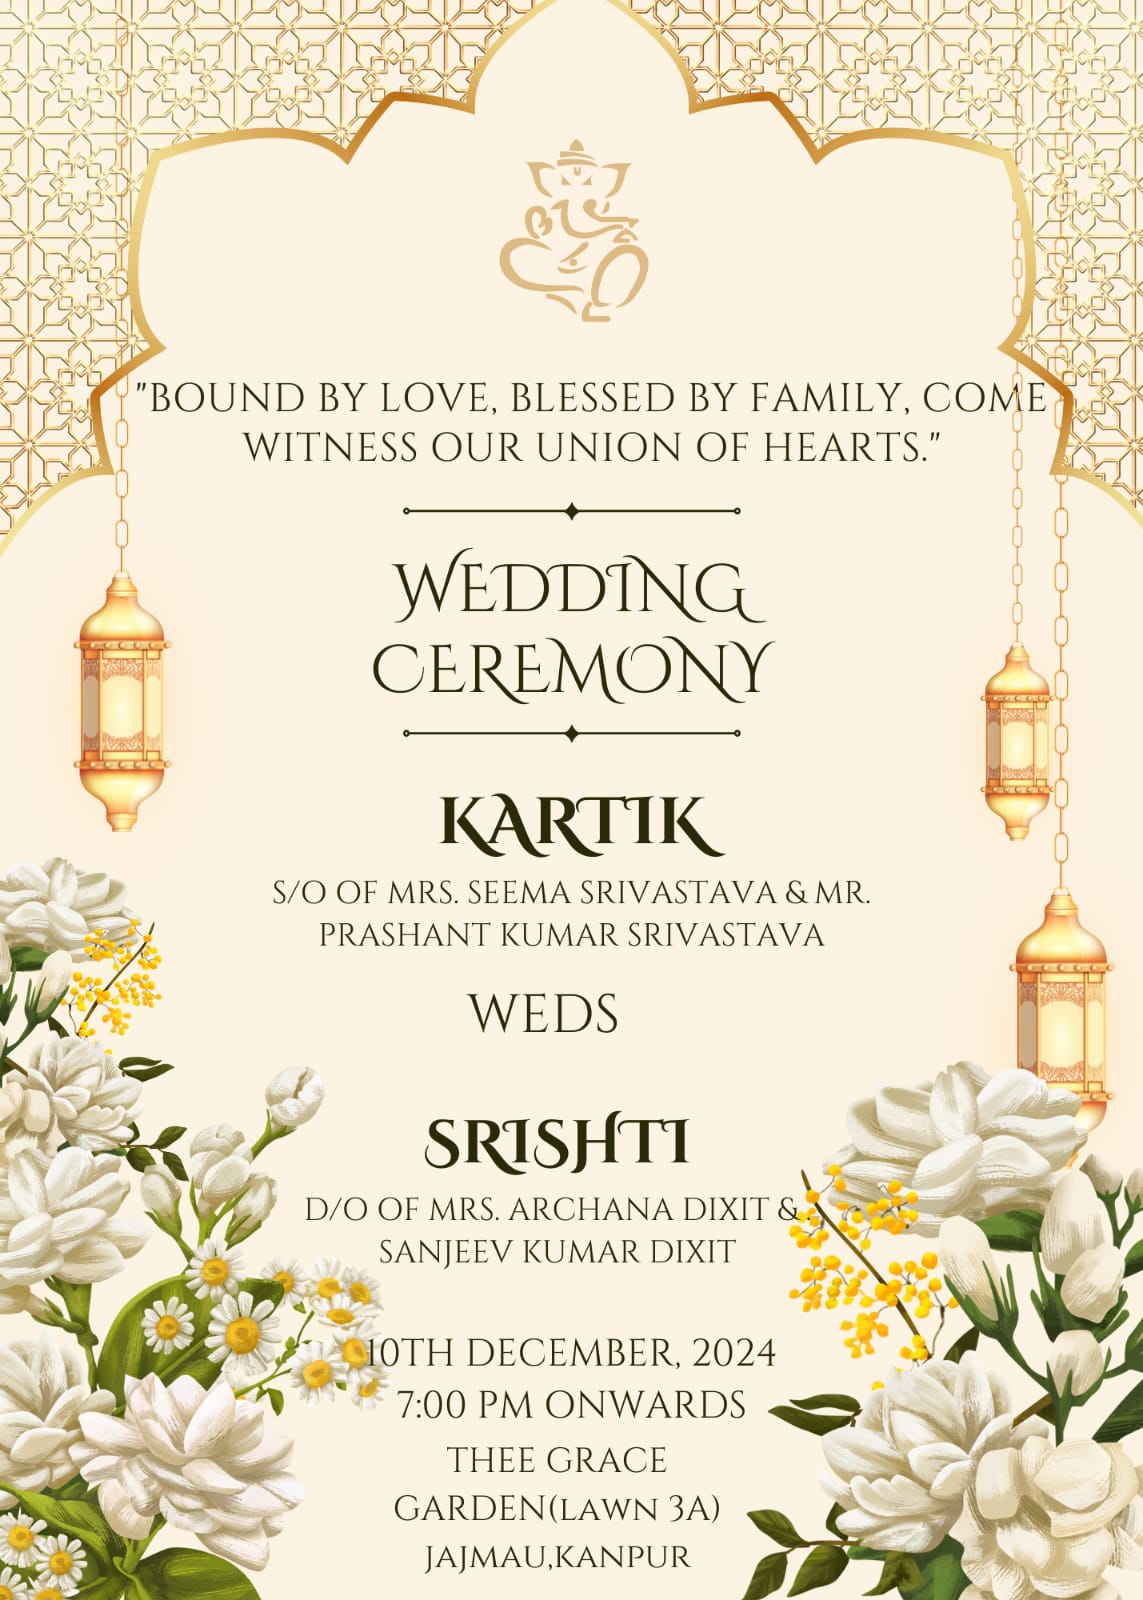 "BOUND BY LOVE, BLESSED BY FAMILY, COME
WITNESS OUR UNION OF HEARTS."
WEDDING
CEREMONY
KARTIK
S/O OF MRS. SEEMA SRIVASTAVA & MR.
PRASHANT KUMAR SRIVASTAVA
WEDS
SRISHTI
D/O OF MRS. ARCHANA DIXIT &
SANJEEV KUMAR DIXIT
10TH DECEMBER, 2024
7:00 PM ONWARDS
THEE GRACE
GARDEN(LAWN 3A)
JAJMAU,KANPUR